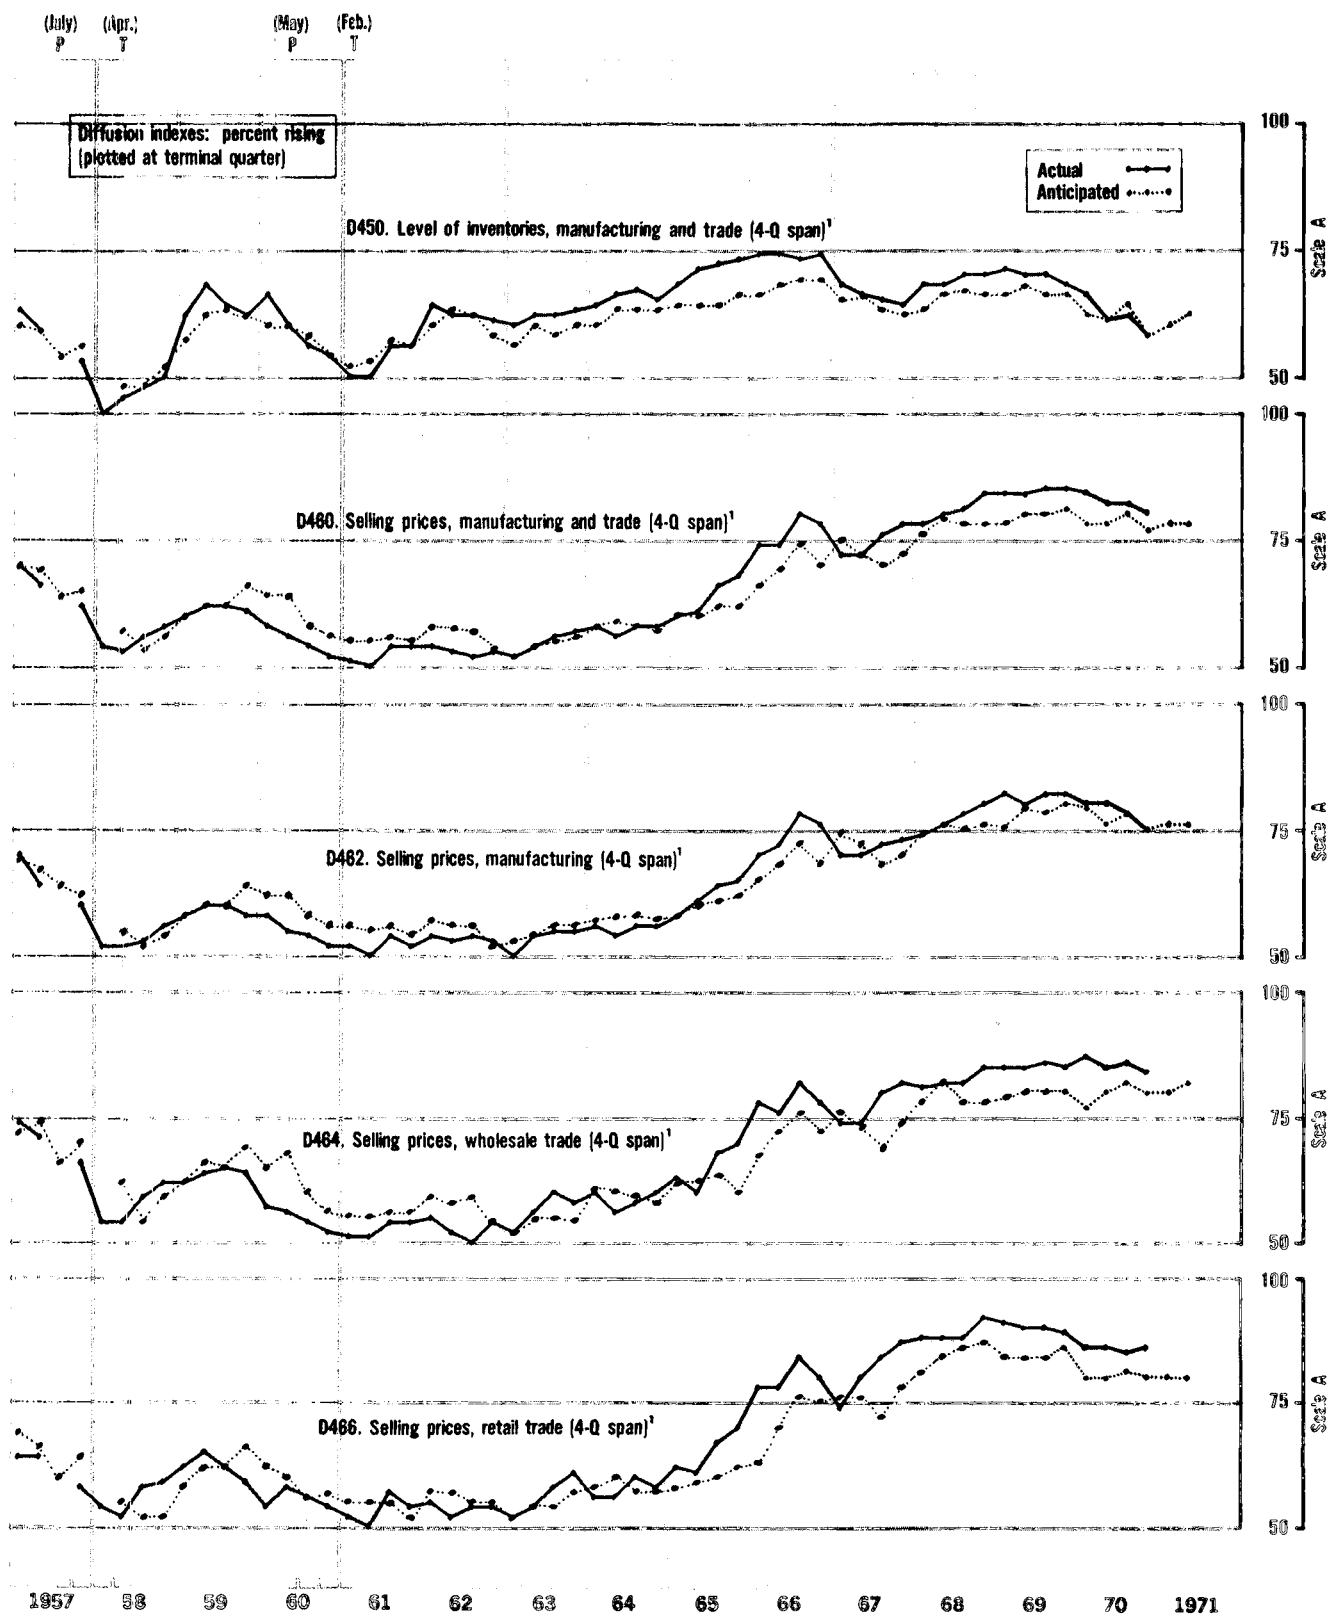 (July) (Apr.) (May) (Feb.)
P T P T
Diffusion indexes: percent rising
(plotted at terminal quarter)
Actual
Anticipated
D450. Level of inventories, manufacturing and trade (4-Q span)¹
100
75
50
Scale A
D460. Selling prices, manufacturing and trade (4-Q span)¹
100
75
50
Scale A
D462. Selling prices, manufacturing (4-Q span)¹
100
75
50
Scale A
D464. Selling prices, wholesale trade (4-Q span)¹
100
75
50
Scale A
D466. Selling prices, retail trade (4-Q span)¹
100
75
50
Scale A
1957 58 59 60 61 62 63 64 65 66 67 68 69 70 1971